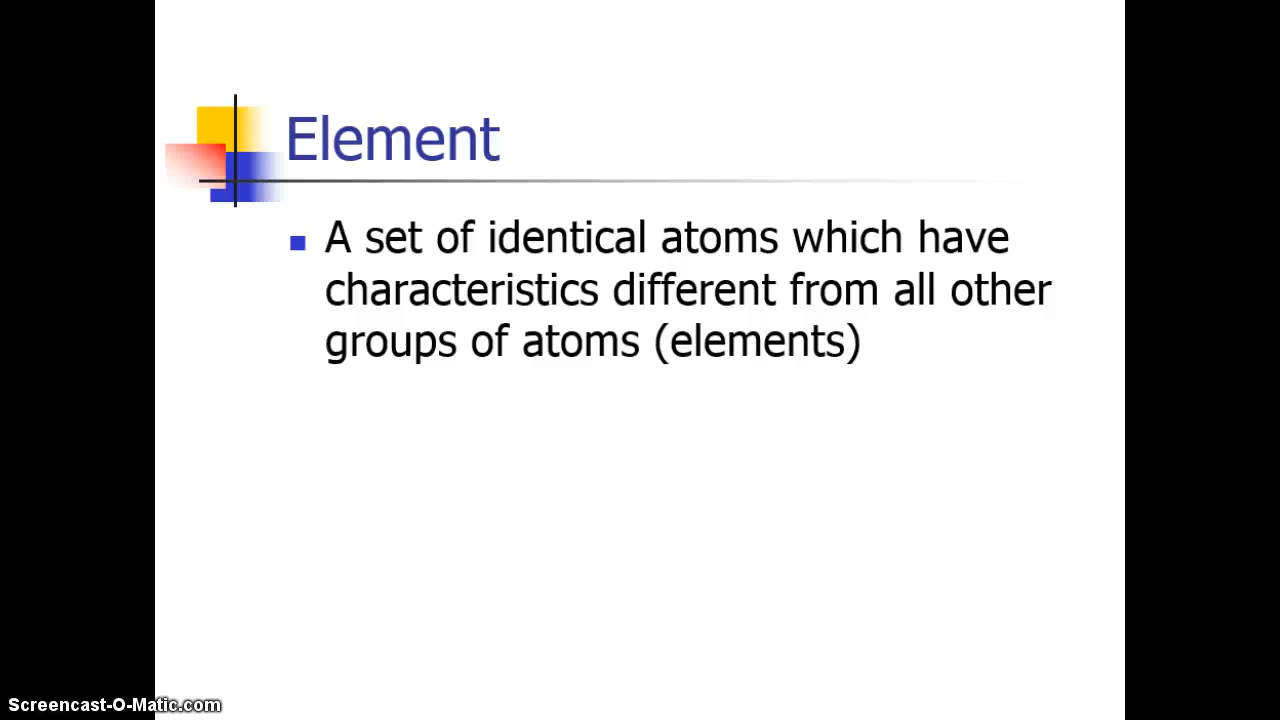 Element
A set of identical atoms which have
characteristics different from all other
groups of atoms (elements)
Screencast-O-Matic.com